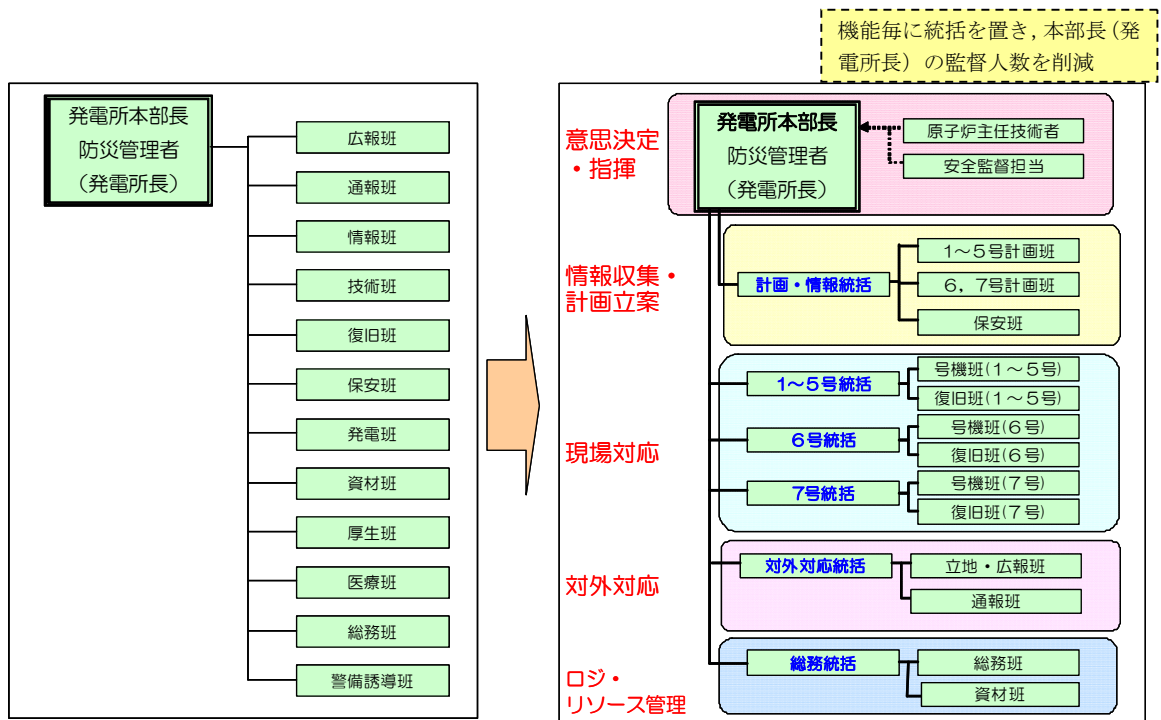 機能毎に統括を置き，本部長（発
電所長）の監督人数を削減
発電所本部長
防災管理者
（発電所長）
広報班
通報班
情報班
技術班
復旧班
保安班
発電班
資材班
厚生班
医療班
総務班
警備誘導班
意思決定
・指揮
発電所本部長
防災管理者
（発電所長）
原子炉主任技術者
安全監督担当
情報収集・
計画立案
計画・情報統括
1～5号計画班
6，7号計画班
保安班
現場対応
1～5号統括
号機班(1～5号)
復旧班(1～5号)
6号統括
号機班(6号)
復旧班(6号)
7号統括
号機班(7号)
復旧班(7号)
対外対応
対外対応統括
立地・広報班
通報班
ロジ・
リソース管理
総務統括
総務班
資材班